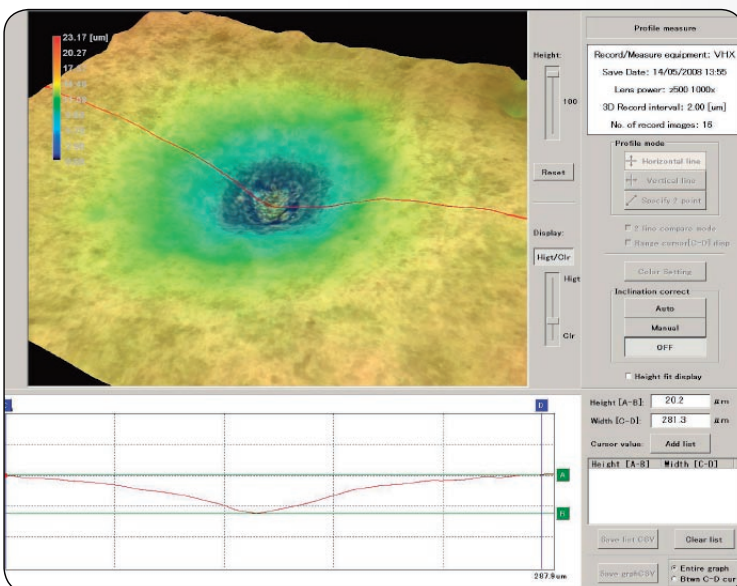 23.17 [um]
20.27
Height:
100
Reset
Display:
Higt/Clr
Higt
Clr
Profile measure
Record/Measure equipment: VHX
Save Date: 14/05/2008 13:55
Lens power: z500 1000x
3D Record interval: 2.00 [um]
No. of record images: 16
Profile mode
Horizontal line
Vertical line
Specify 2 point
2 line compare mode
Range cursor[C-D] disp
Color Setting
Inclination correct
Auto
Manual
OFF
Height fit display
Height [A-B]: 20.2 μm
Width [C-D]: 281.3 μm
Cursor value: Add list
Height [A-B] Width [C-D]
Save list CSV Clear list
Save graphCSV
Entire graph
Btwn C-D cur
D
A
B
287.9um